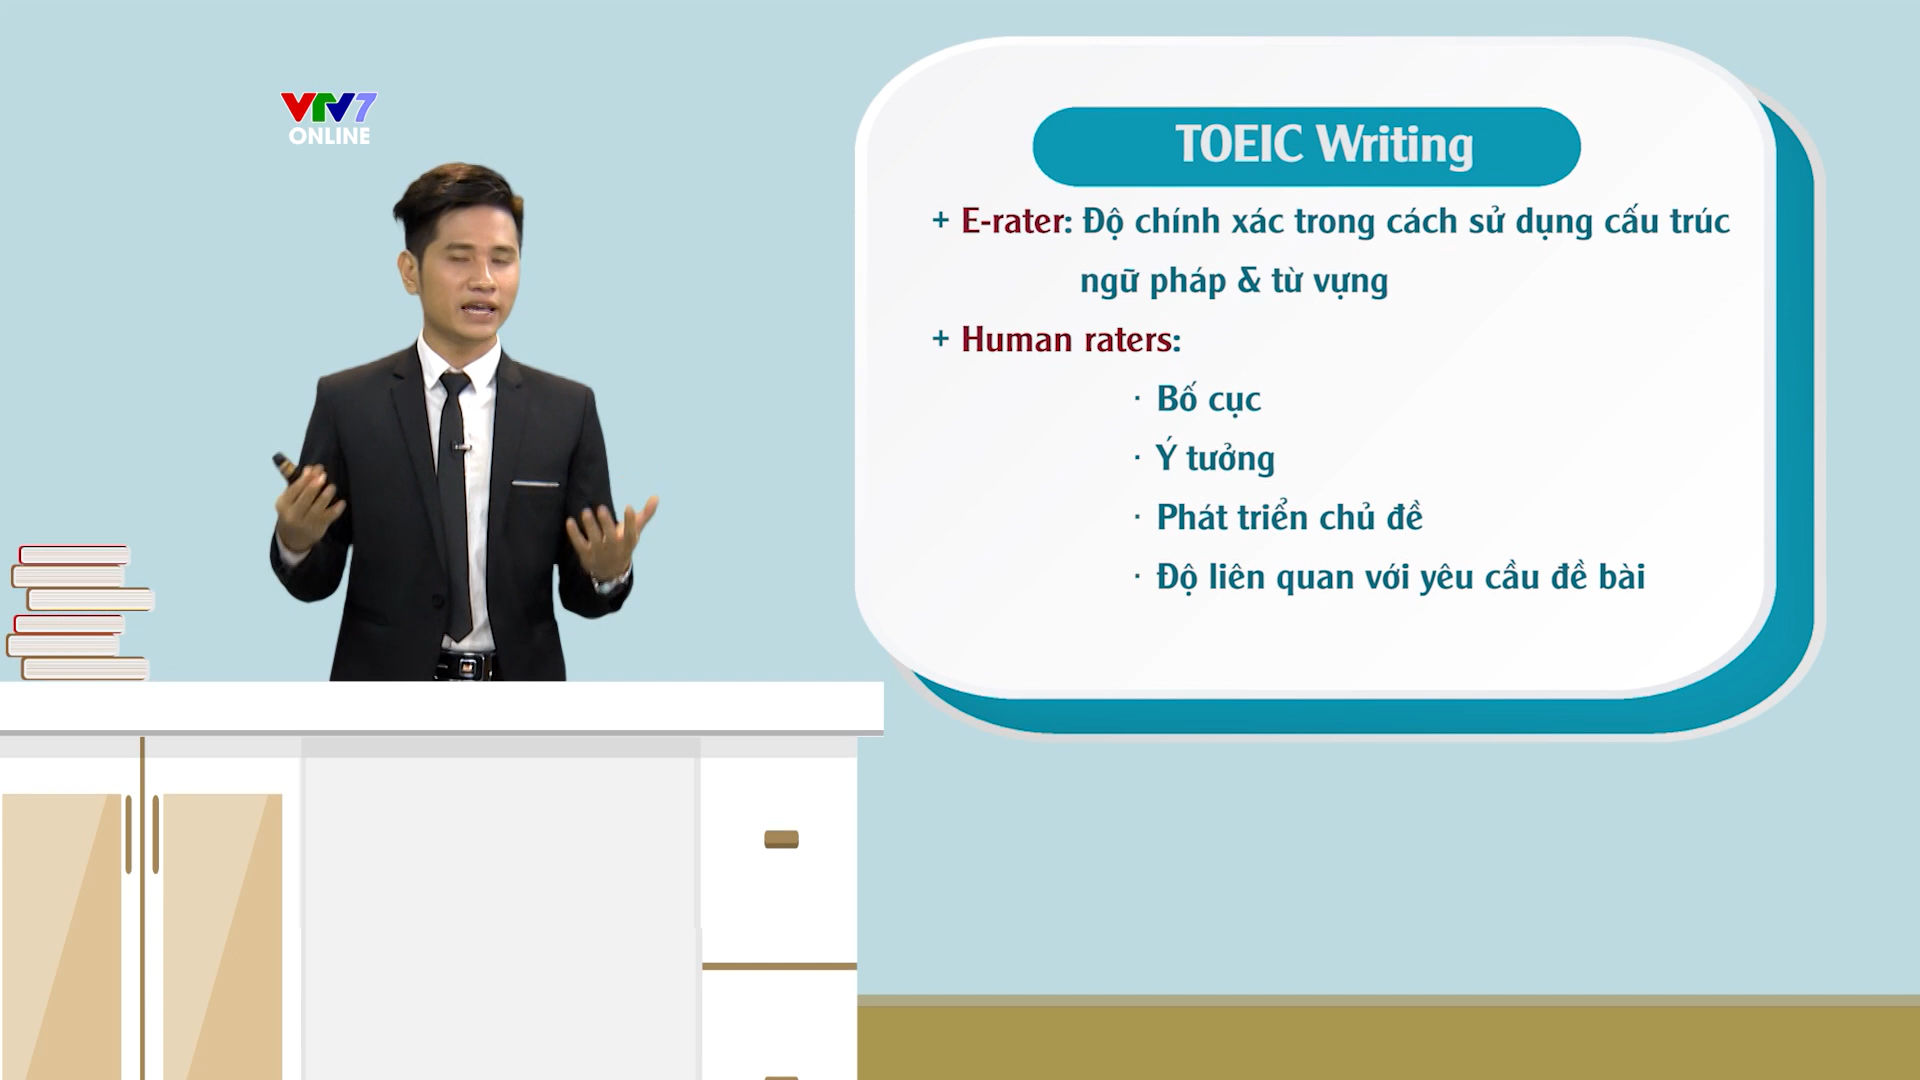 VTV7
ONLINE
TOEIC Writing
+ E-rater: Độ chính xác trong cách sử dụng cấu trúc
ngữ pháp & từ vựng
+ Human raters:
· Bố cục
· Ý tưởng
· Phát triển chủ đề
· Độ liên quan với yêu cầu đề bài